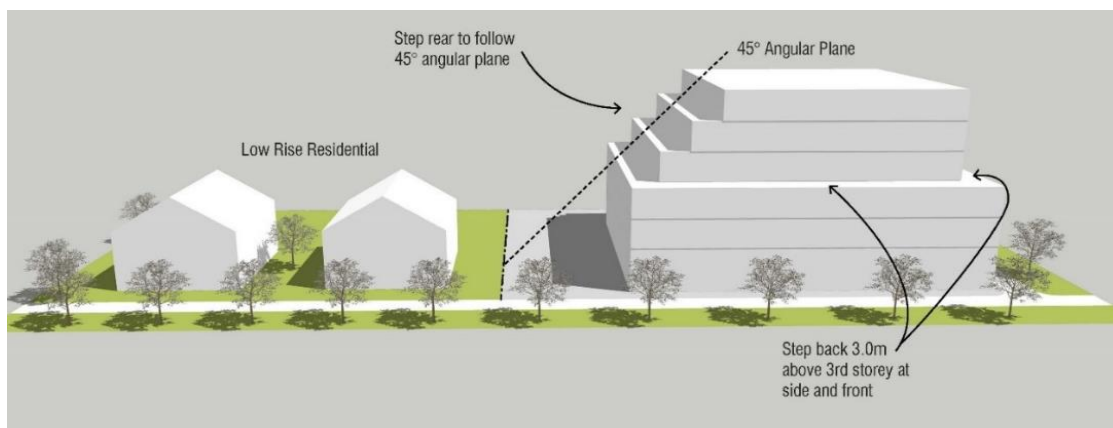 Step rear to follow
45° angular plane
45° Angular Plane
Low Rise Residential
Step back 3.0m
above 3rd storey at
side and front